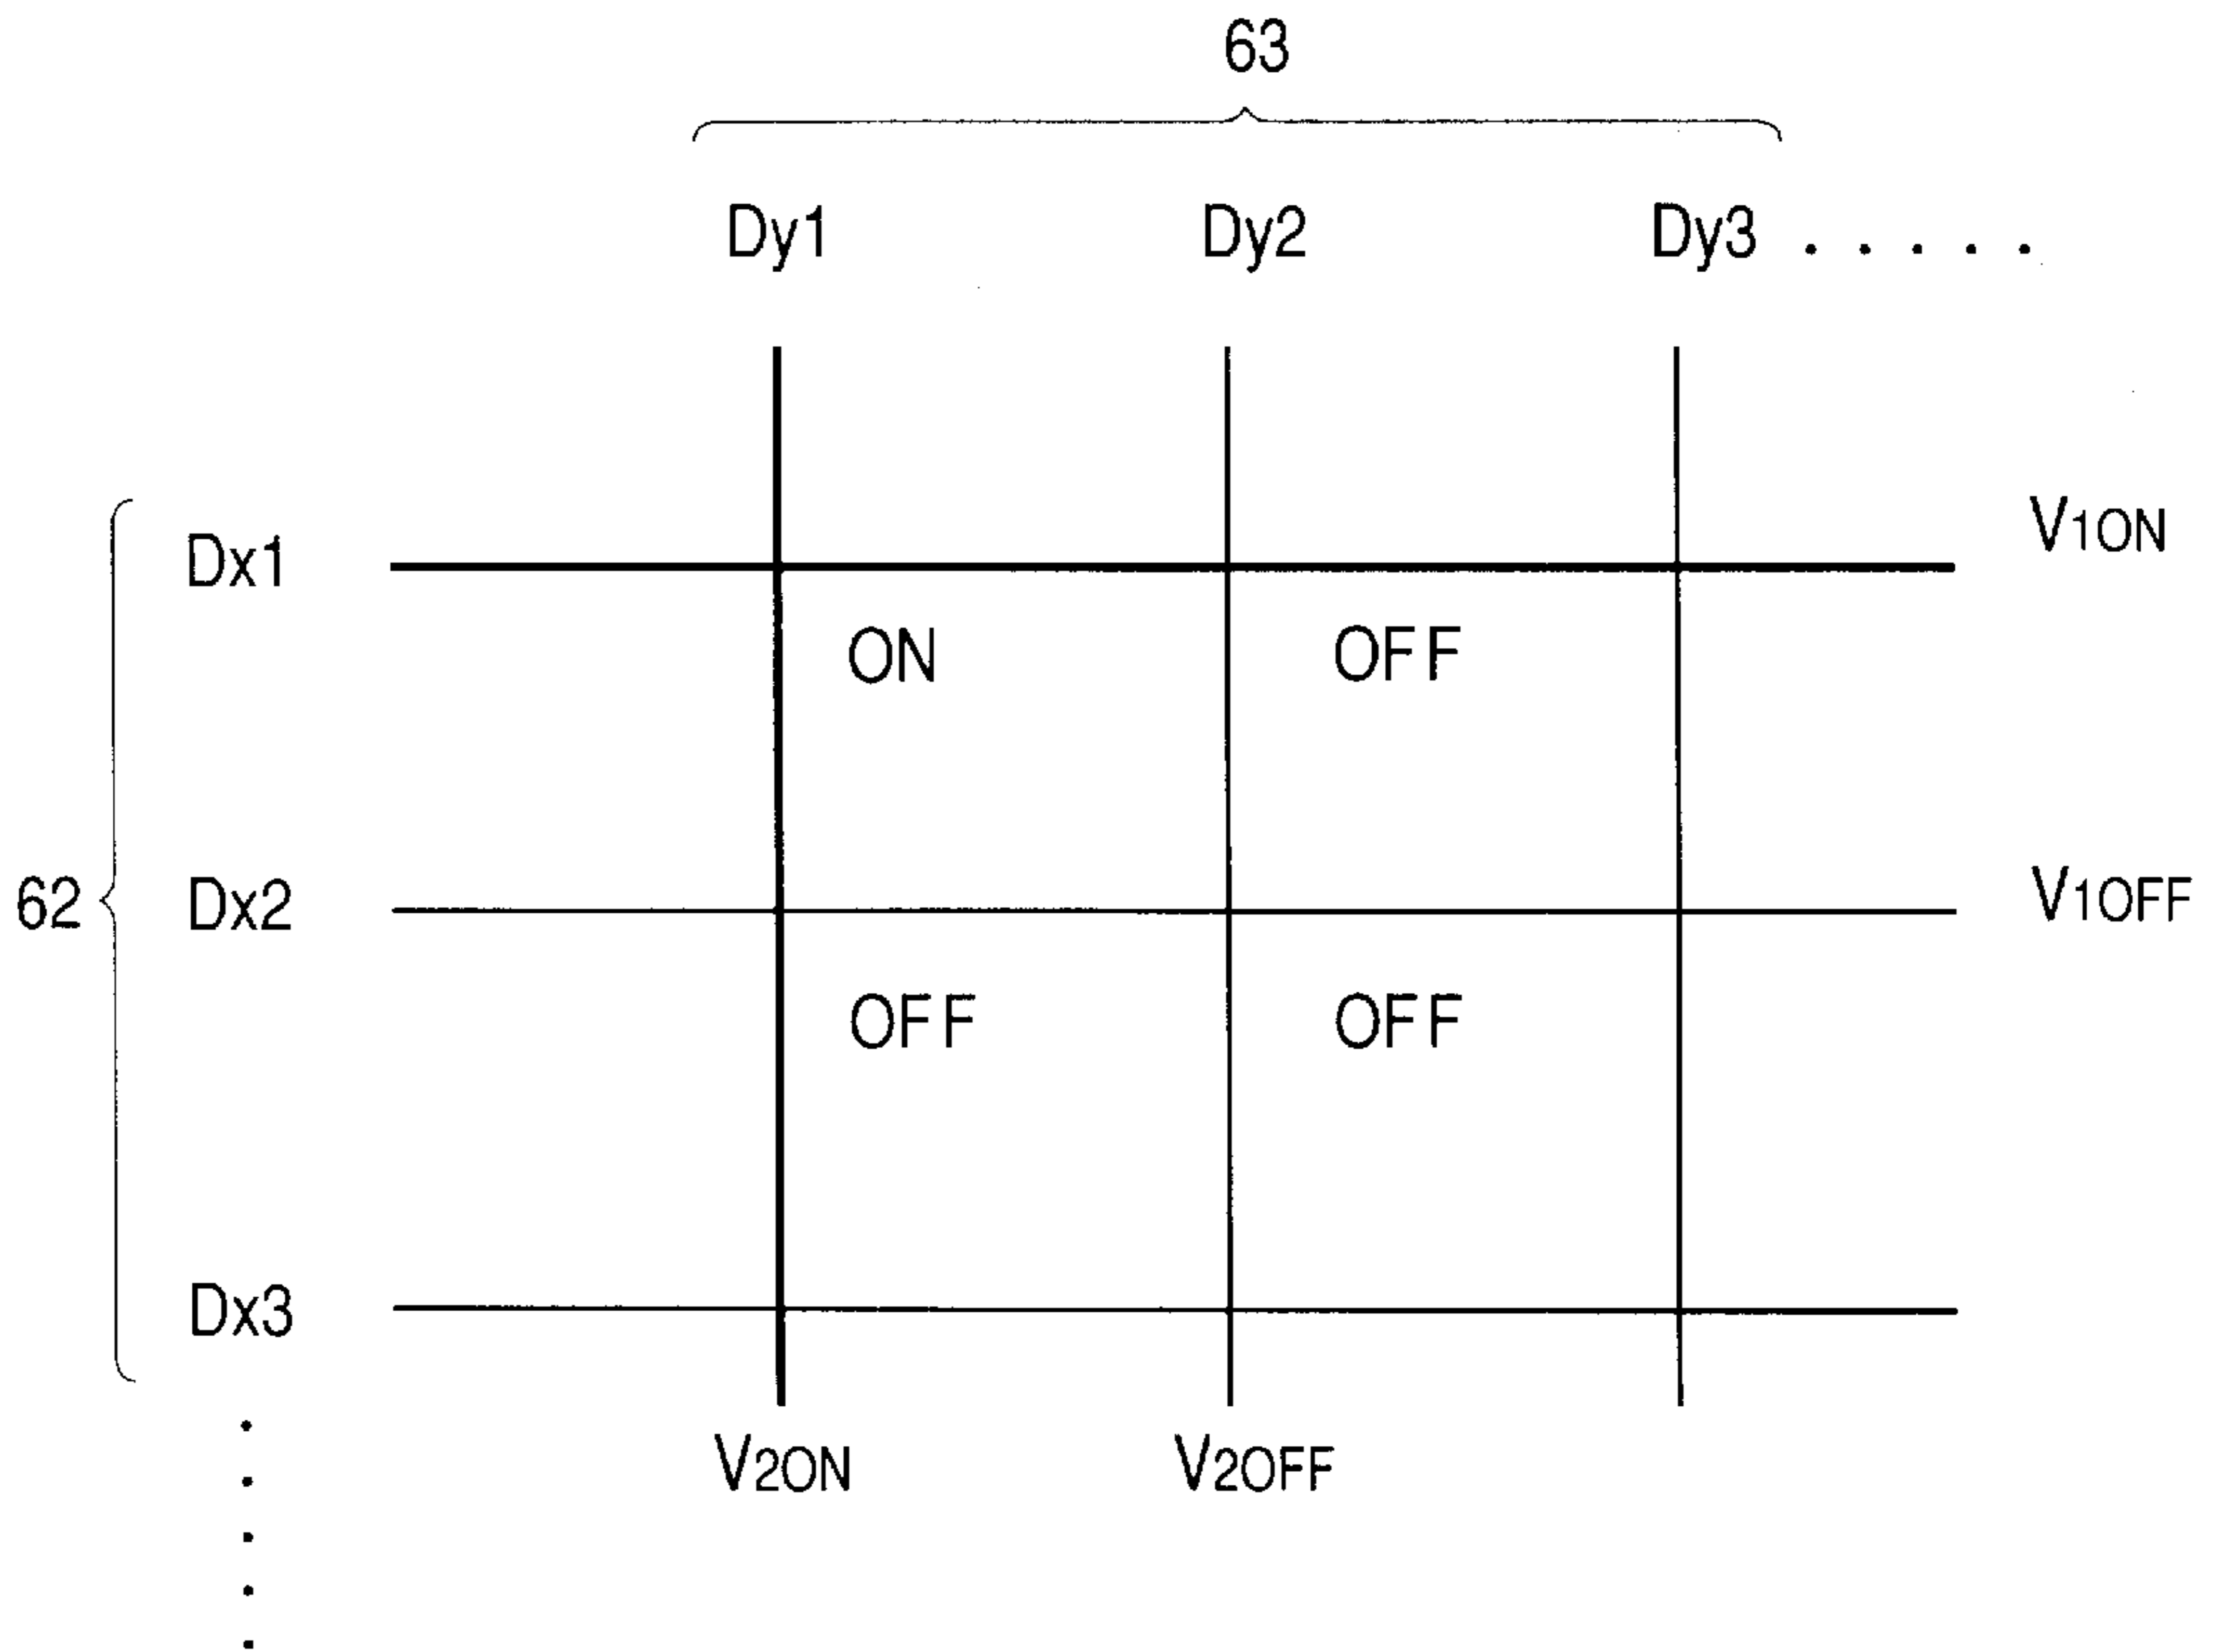 63
Dy1 Dy2 Dy3 . . . . .
Dx1 V1ON
ON OFF
62 Dx2 V1OFF
OFF OFF
Dx3
V2ON V2OFF